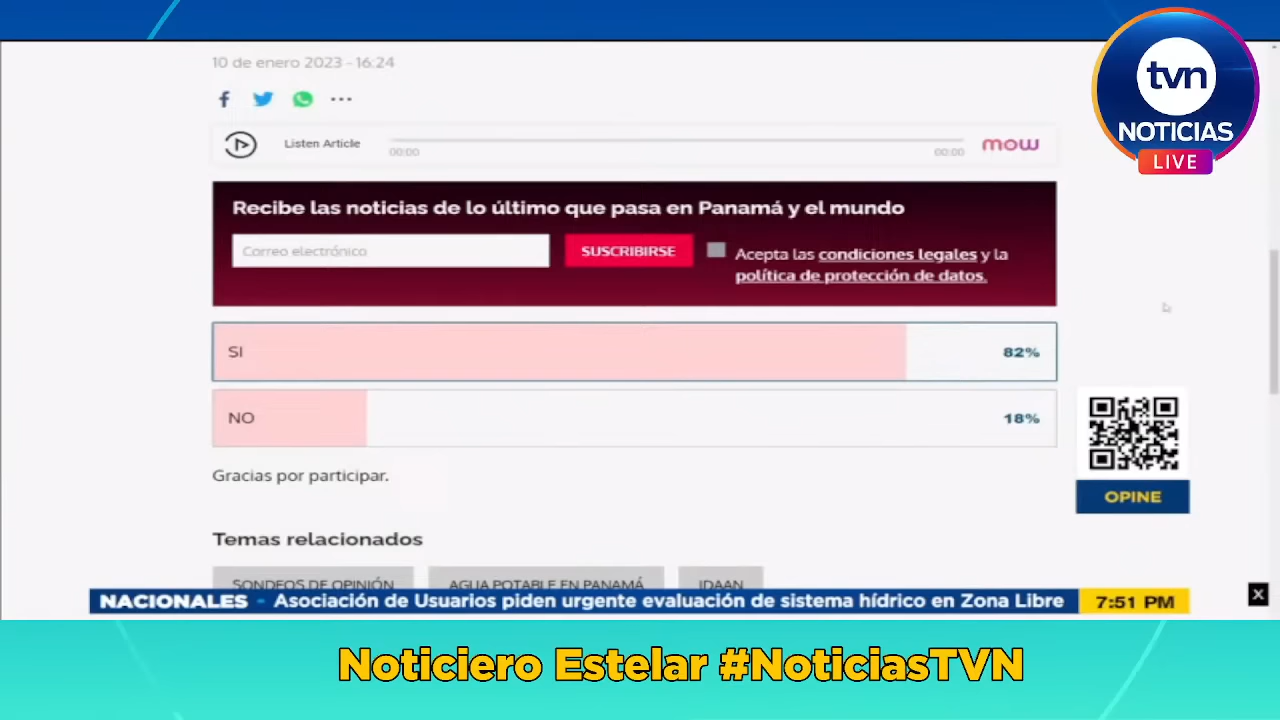 10 de enero 2023 - 16:24
tvn
NOTICIAS
LIVE
Listen Article
00:00
00:00
mow
Recibe las noticias de lo último que pasa en Panamá y el mundo
Correo electrónico
SUSCRIBIRSE
Acepta las condiciones legales y la
política de protección de datos.
SI
82%
NO
18%
Gracias por participar.
OPINE
Temas relacionados
SONDEOS DE OPINIÓN
AGUA POTABLE EN PANAMÁ
IDAAN
NACIONALES - Asociación de Usuarios piden urgente evaluación de sistema hídrico en Zona Libre
7:51 PM
X
Noticiero Estelar #NoticiasTVN